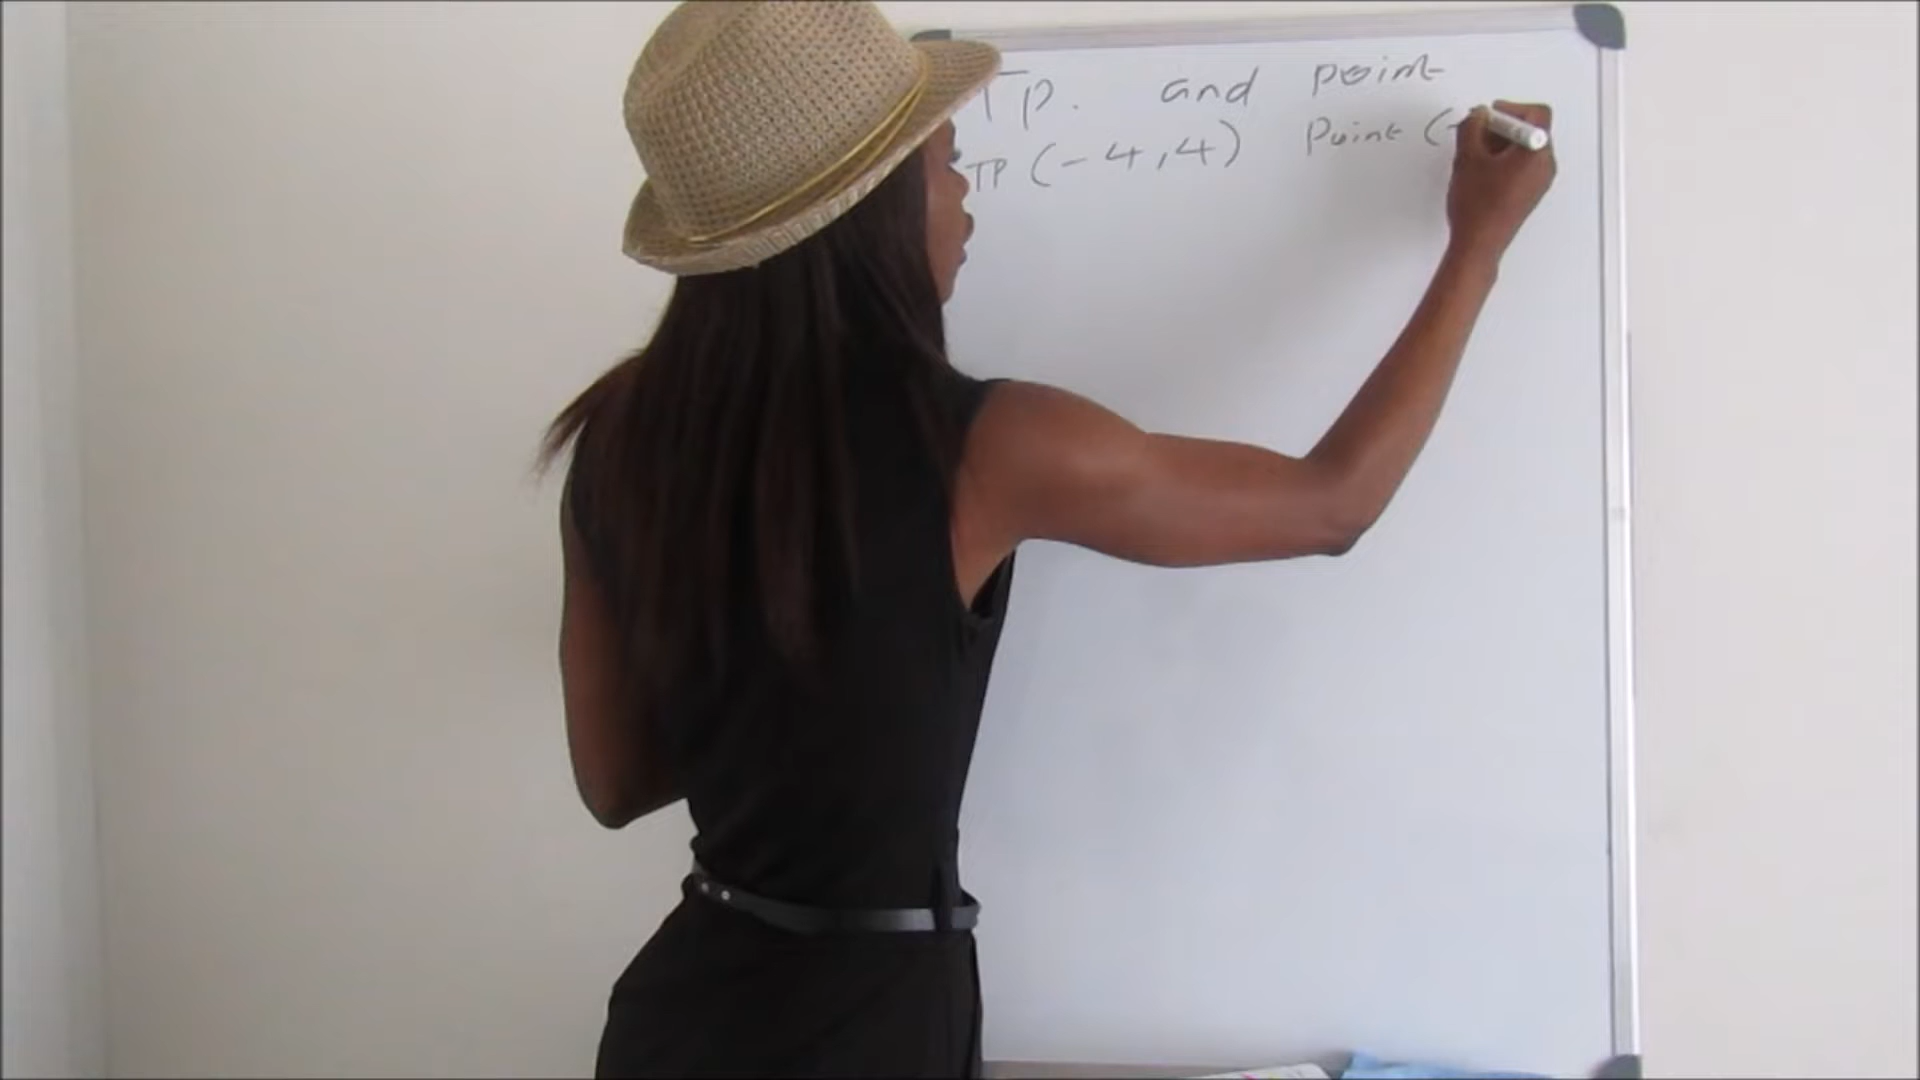 Tp. and point
TP (-4,4) Point (-